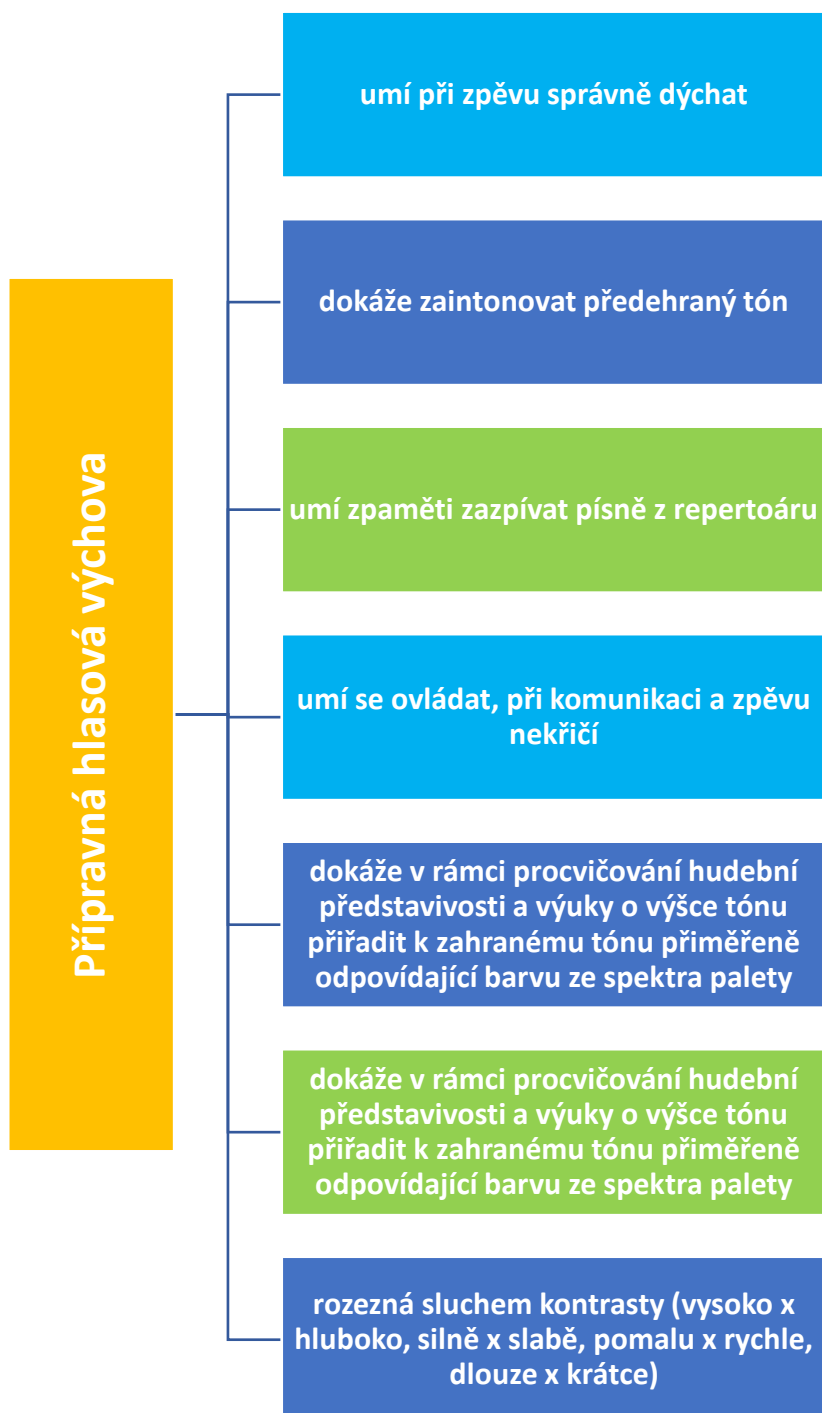 Přípravná hlasová výchova
umí při zpěvu správně dýchat
dokáže zaintonovat předehraný tón
umí zpaměti zazpívat písně z repertoáru
umí se ovládat, při komunikaci a zpěvu
nekřičí
dokáže v rámci procvičování hudební
představivosti a výuky o výšce tónu
přiřadit k zahranému tónu přiměřeně
odpovídající barvu ze spektra palety
dokáže v rámci procvičování hudební
představivosti a výuky o výšce tónu
přiřadit k zahranému tónu přiměřeně
odpovídající barvu ze spektra palety
rozezná sluchem kontrasty (vysoko x
hluboko, silně x slabě, pomalu x rychle,
dlouze x krátce)